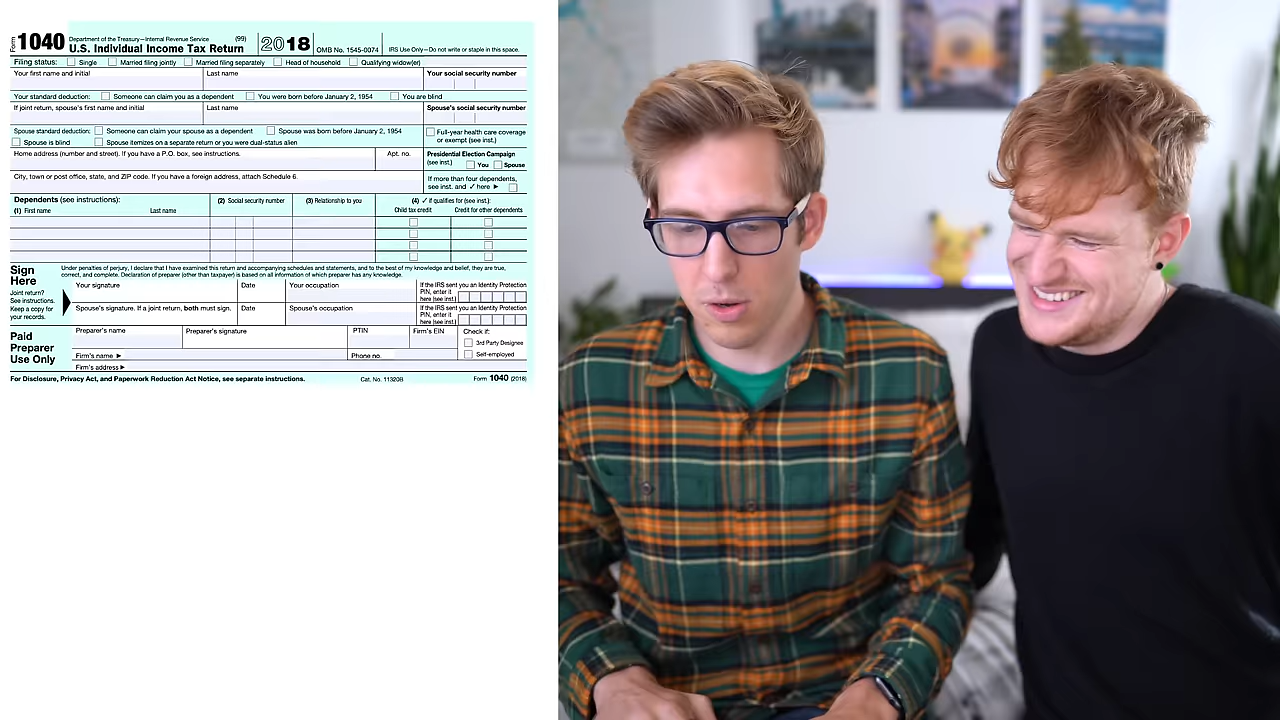 Form 1040 Department of the Treasury—Internal Revenue Service (99)
U.S. Individual Income Tax Return 2018 OMB No. 1545-0074 IRS Use Only—Do not write or staple in this space.
Filing status: Single Married filing jointly Married filing separately Head of household Qualifying widow(er)
Your first name and initial Last name Your social security number
Your standard deduction: Someone can claim you as a dependent You were born before January 2, 1954 You are blind
If joint return, spouse's first name and initial Last name Spouse's social security number
Spouse standard deduction: Someone can claim your spouse as a dependent Spouse was born before January 2, 1954 Full-year health care coverage
Spouse is blind Spouse itemizes on a separate return or you were dual-status alien or exempt (see inst.)
Home address (number and street). If you have a P.O. box, see instructions. Apt. no. Presidential Election Campaign
(see inst.) You Spouse
City, town or post office, state, and ZIP code. If you have a foreign address, attach Schedule 6. If more than four dependents,
see inst. and ✓ here ►
Dependents (see instructions): (2) Social security number (3) Relationship to you (4) ✓ if qualifies for (see inst.):
(1) First name Last name Child tax credit Credit for other dependents
Sign Here
Joint return?
See instructions.
Keep a copy for
your records.
Under penalties of perjury, I declare that I have examined this return and accompanying schedules and statements, and to the best of my knowledge and belief, they are true,
correct, and complete. Declaration of preparer (other than taxpayer) is based on all information of which preparer has any knowledge.
Your signature Date Your occupation If the IRS sent you an Identity Protection
PIN, enter it
here (see inst.)
Spouse's signature. If a joint return, both must sign. Date Spouse's occupation If the IRS sent you an Identity Protection
PIN, enter it
here (see inst.)
Paid
Preparer
Use Only
Preparer's name Preparer's signature PTIN Firm's EIN Check if:
3rd Party Designee
Firm's name ► Phone no. Self-employed
Firm's address ►
For Disclosure, Privacy Act, and Paperwork Reduction Act Notice, see separate instructions. Cat. No. 11320B Form 1040 (2018)